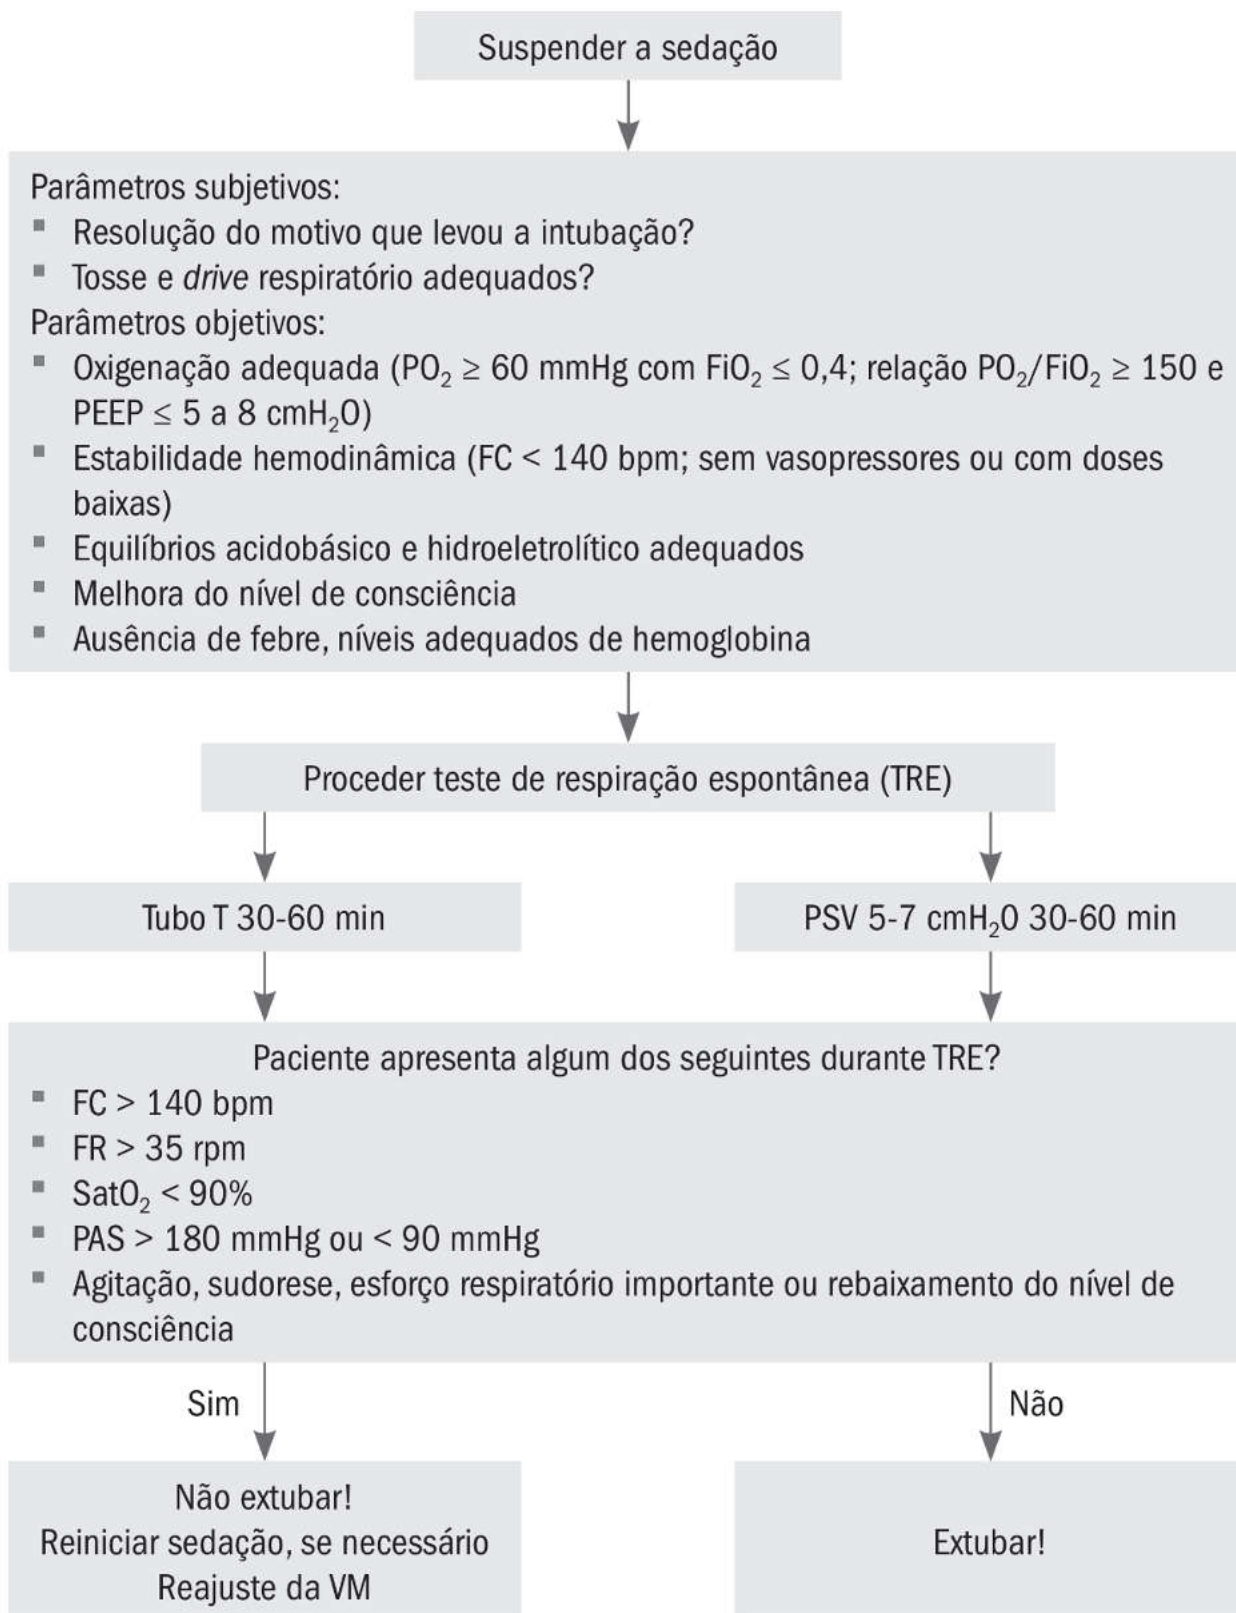 Suspender a sedação
Parâmetros subjetivos:
▪ Resolução do motivo que levou a intubação?
▪ Tosse e drive respiratório adequados?
Parâmetros objetivos:
▪ Oxigenação adequada (PO₂ ≥ 60 mmHg com FiO₂ ≤ 0,4; relação PO₂/FiO₂ ≥ 150 e
PEEP ≤ 5 a 8 cmH₂O)
▪ Estabilidade hemodinâmica (FC < 140 bpm; sem vasopressores ou com doses
baixas)
▪ Equilíbrios acidobásico e hidroeletrolítico adequados
▪ Melhora do nível de consciência
▪ Ausência de febre, níveis adequados de hemoglobina
Proceder teste de respiração espontânea (TRE)
Tubo T 30-60 min
PSV 5-7 cmH₂O 30-60 min
Paciente apresenta algum dos seguintes durante TRE?
▪ FC > 140 bpm
▪ FR > 35 rpm
▪ SatO₂ < 90%
▪ PAS > 180 mmHg ou < 90 mmHg
▪ Agitação, sudorese, esforço respiratório importante ou rebaixamento do nível de
consciência
Sim
Não
Não extubar!
Reiniciar sedação, se necessário
Reajuste da VM
Extubar!